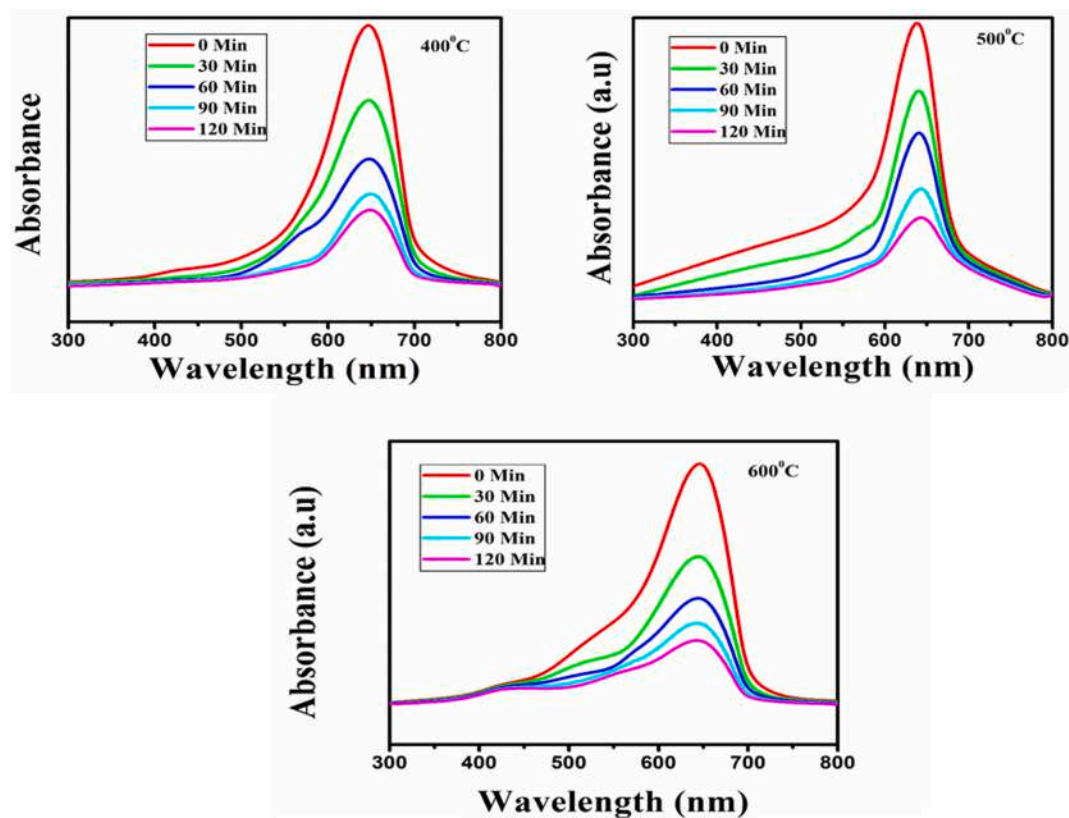 400°C
0 Min
30 Min
60 Min
90 Min
120 Min
Absorbance
300 400 500 600 700 800
Wavelength (nm)
500°C
0 Min
30 Min
60 Min
90 Min
120 Min
Absorbance (a.u)
300 400 500 600 700 800
Wavelength (nm)
600°C
0 Min
30 Min
60 Min
90 Min
120 Min
Absorbance (a.u)
300 400 500 600 700 800
Wavelength (nm)